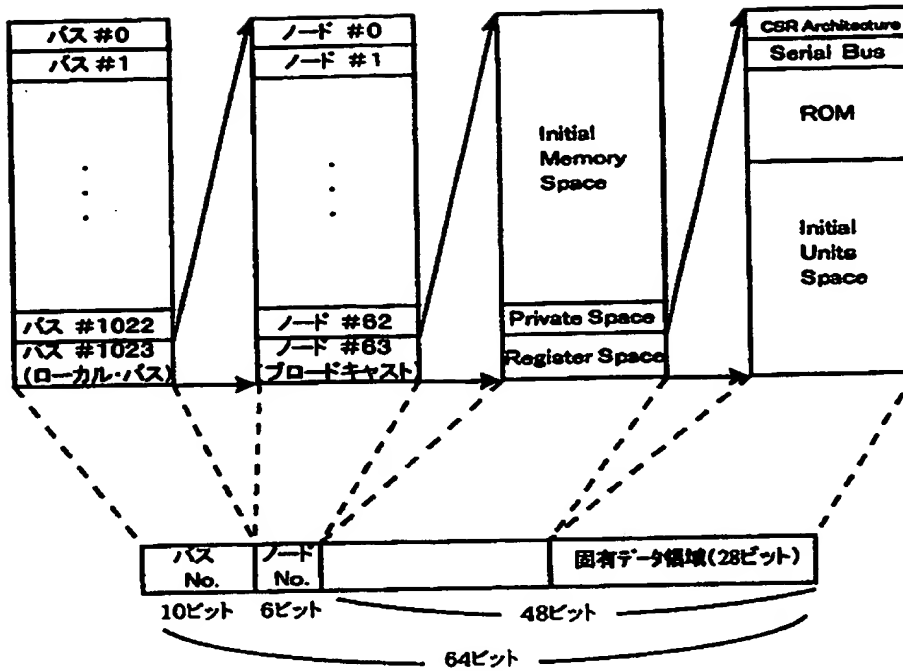 バス #0
バス #1
バス #1022
バス #1023
(ローカル・バス)
ノード #0
ノード #1
ノード #62
ノード #63
(ブロードキャスト)
Initial
Memory
Space
Private Space
Register Space
CSR Architecture
Serial Bus
ROM
Initial
Units
Space
バス
No.
ノード
No.
固有データ領域(28ビット)
10ビット
6ビット
48ビット
64ビット